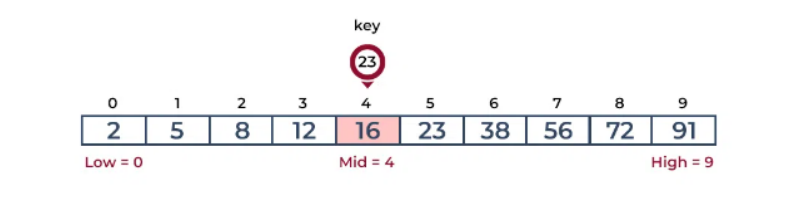 key
23
0 1 2 3 4 5 6 7 8 9
2 5 8 12 16 23 38 56 72 91
Low = 0 Mid = 4 High = 9